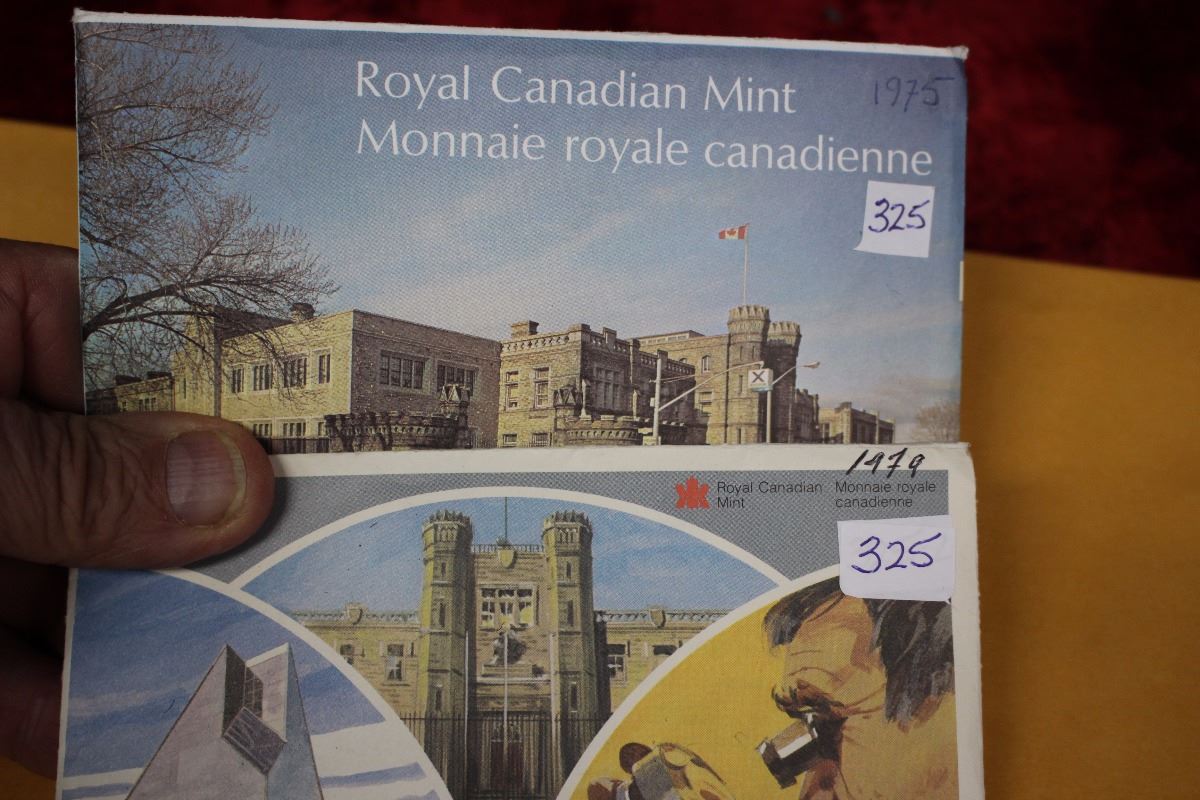 Royal Canadian Mint
1975
Monnaie royale canadienne
325
1979
Royal Canadian
Mint
Monnaie royale
canadienne
325